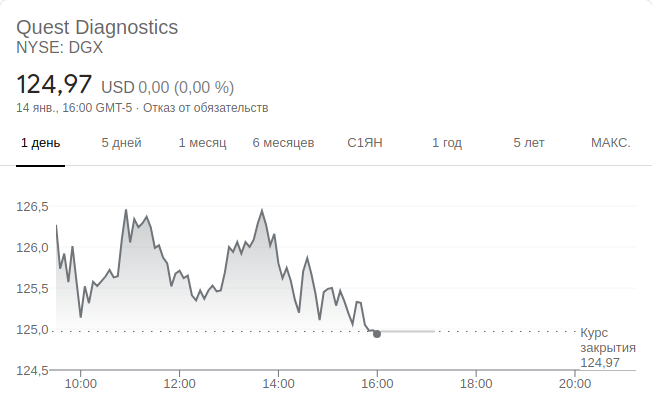 Quest Diagnostics
NYSE: DGX
124,97 USD 0,00 (0,00 %)
14 янв., 16:00 GMT-5 · Отказ от обязательств
1 день 5 дней 1 месяц 6 месяцев С1ЯН 1 год 5 лет МАКС.
126,5
126,0
125,5
125,0
Курс
закрытия
124,97
124,5
10:00 12:00 14:00 16:00 18:00 20:00